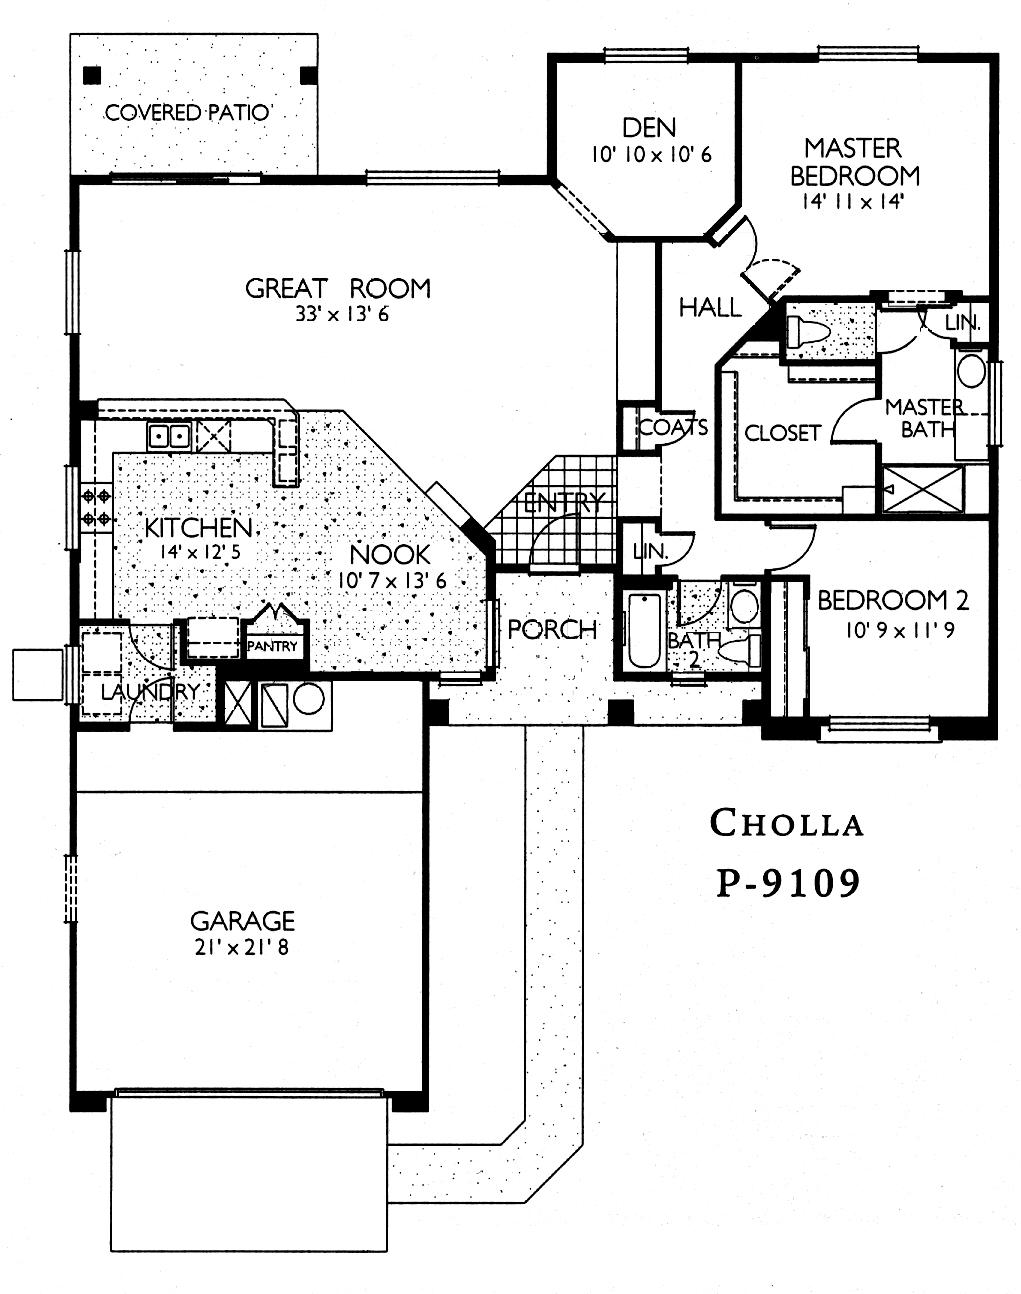 COVERED PATIO
DEN
10' 10 x 10' 6
MASTER
BEDROOM
14' 11 x 14'
GREAT ROOM
33' x 13' 6
HALL
LIN.
COATS
CLOSET
MASTER
BATH
KITCHEN
14' x 12' 5
NOOK
10' 7 x 13' 6
ENTRY
LIN.
PANTRY
PORCH
BATH
2
BEDROOM 2
10' 9 x 11' 9
LAUNDRY
CHOLLA
P-9109
GARAGE
21' x 21' 8